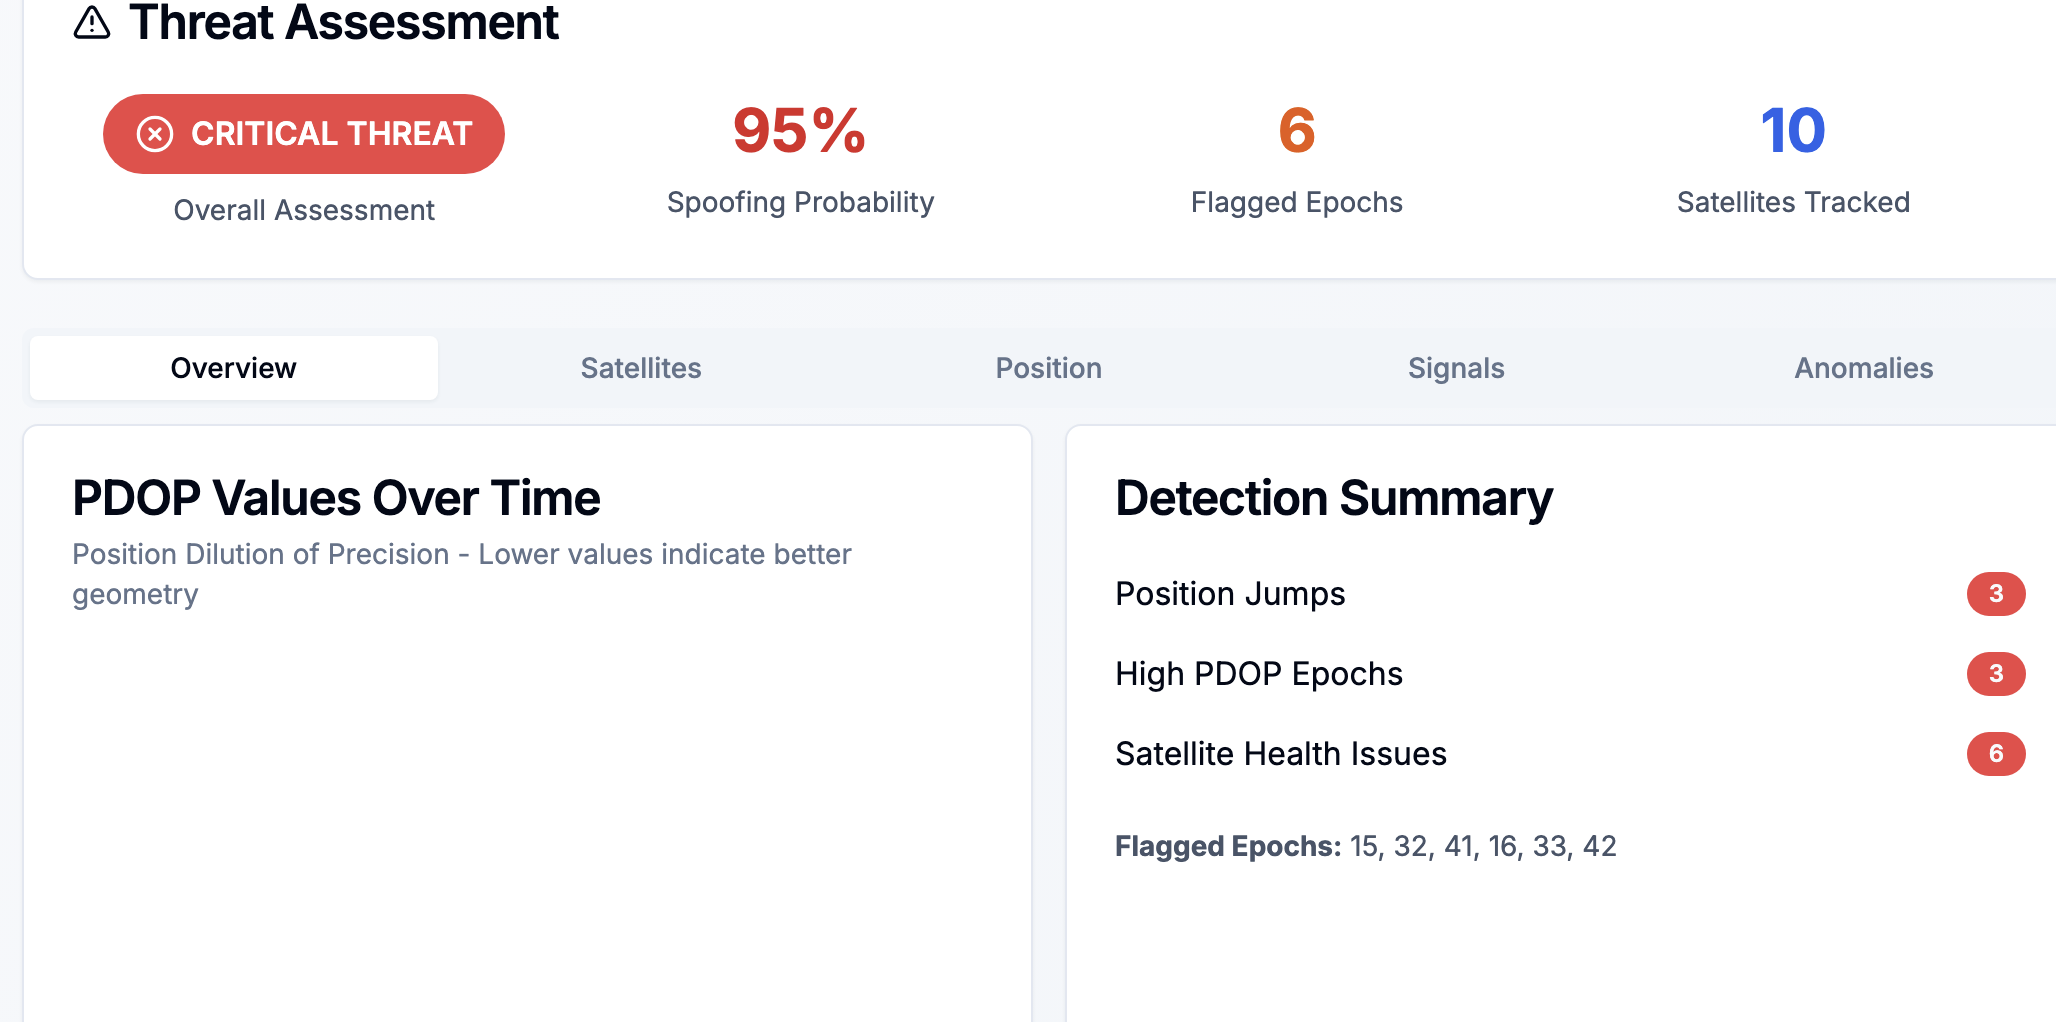 Threat Assessment
CRITICAL THREAT
Overall Assessment
95%
Spoofing Probability
6
Flagged Epochs
10
Satellites Tracked
Overview
Satellites
Position
Signals
Anomalies
PDOP Values Over Time
Position Dilution of Precision - Lower values indicate better
geometry
Detection Summary
Position Jumps
3
High PDOP Epochs
3
Satellite Health Issues
6
Flagged Epochs: 15, 32, 41, 16, 33, 42